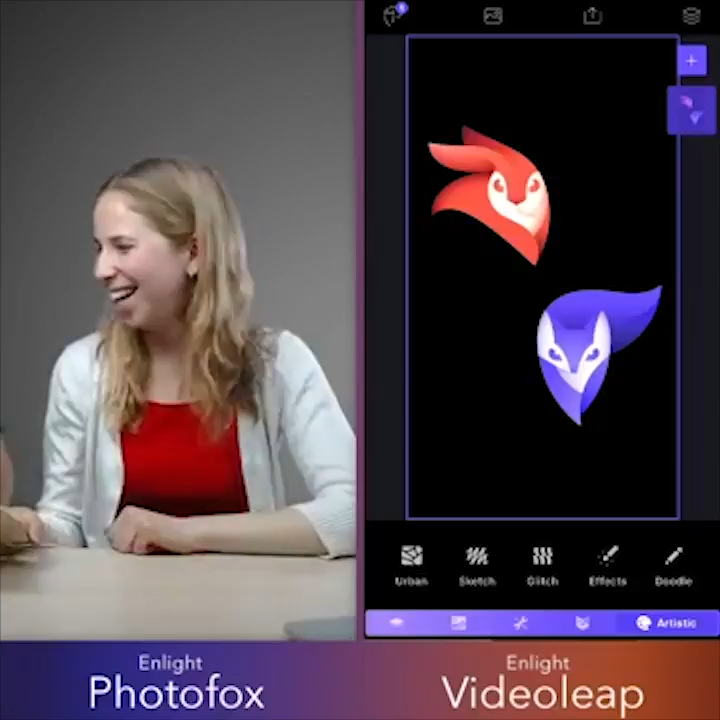 +
Urban Sketch Glitch Effects Doodle
Artistic
Enlight
Photofox
Enlight
Videoleap